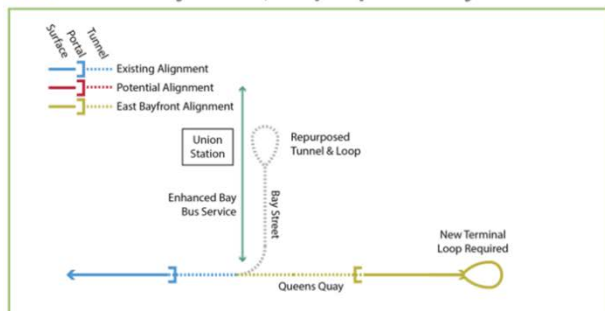 Surface
Portal
Tunnel
Existing Alignment
Potential Alignment
East Bayfront Alignment
Union
Station
Repurposed
Tunnel & Loop
Enhanced Bay
Bus Service
Bay Street
New Terminal
Loop Required
Queens Quay